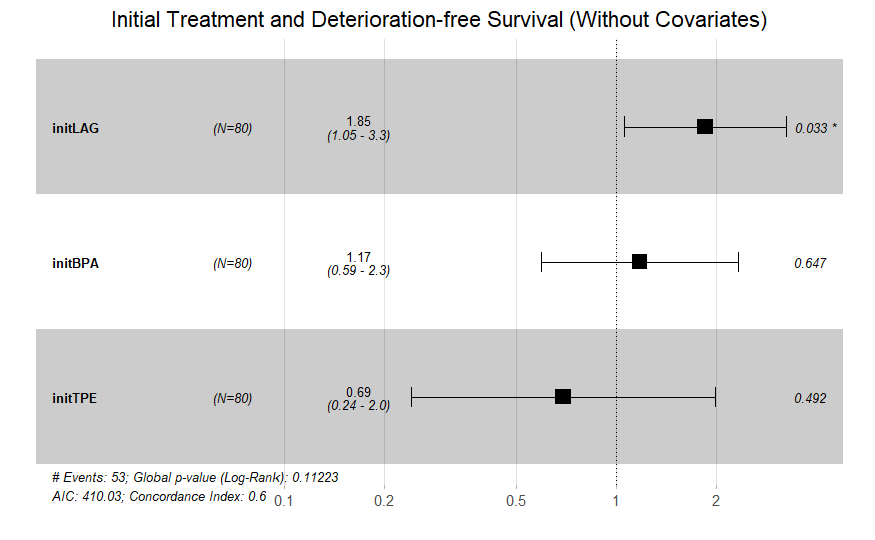 Initial Treatment and Deterioration-free Survival (Without Covariates)
initLAG (N=80) 1.85 0.033 *
(1.05 - 3.3)
initBPA (N=80) 1.17 0.647
(0.59 - 2.3)
initTPE (N=80) 0.69 0.492
(0.24 - 2.0)
# Events: 53; Global p-value (Log-Rank): 0.11223
AIC: 410.03; Concordance Index: 0.6
0.1 0.2 0.5 1 2